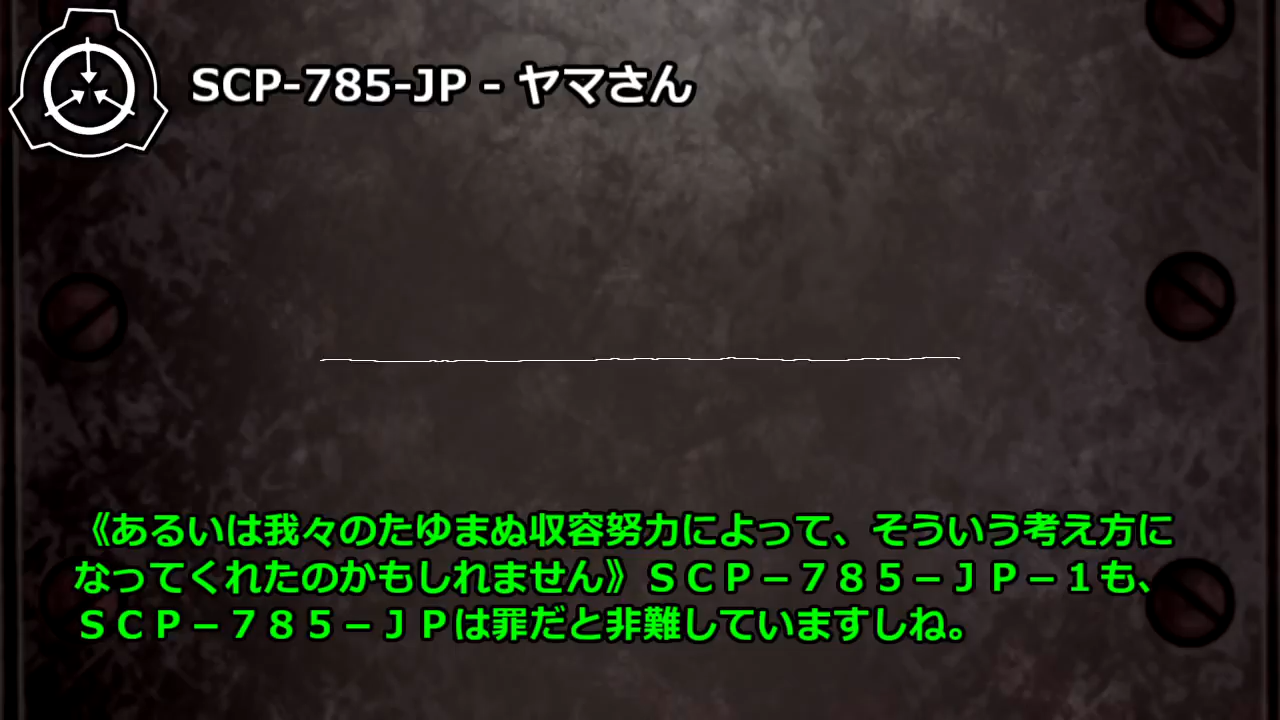 SCP-785-JP - ヤマさん
《あるいは我々のたゆまぬ収容努力によって、そういう考え方に
なってくれたのかもしれません》ＳＣＰ－７８５－ＪＰ－１も、
ＳＣＰ－７８５－ＪＰは罪だと非難していますしね。